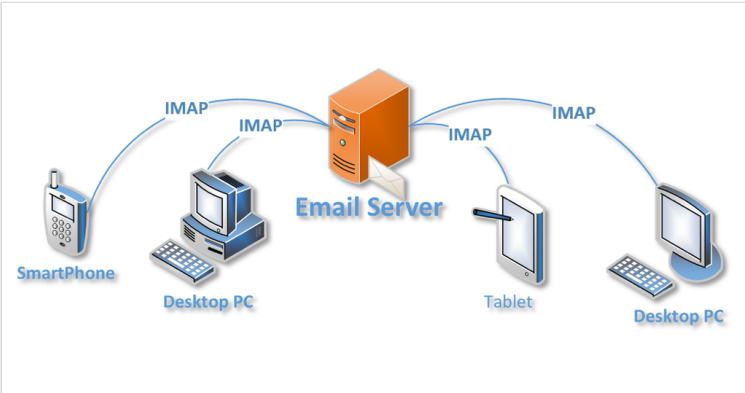 IMAP
IMAP
IMAP
IMAP
Email Server
SmartPhone
Desktop PC
Tablet
Desktop PC